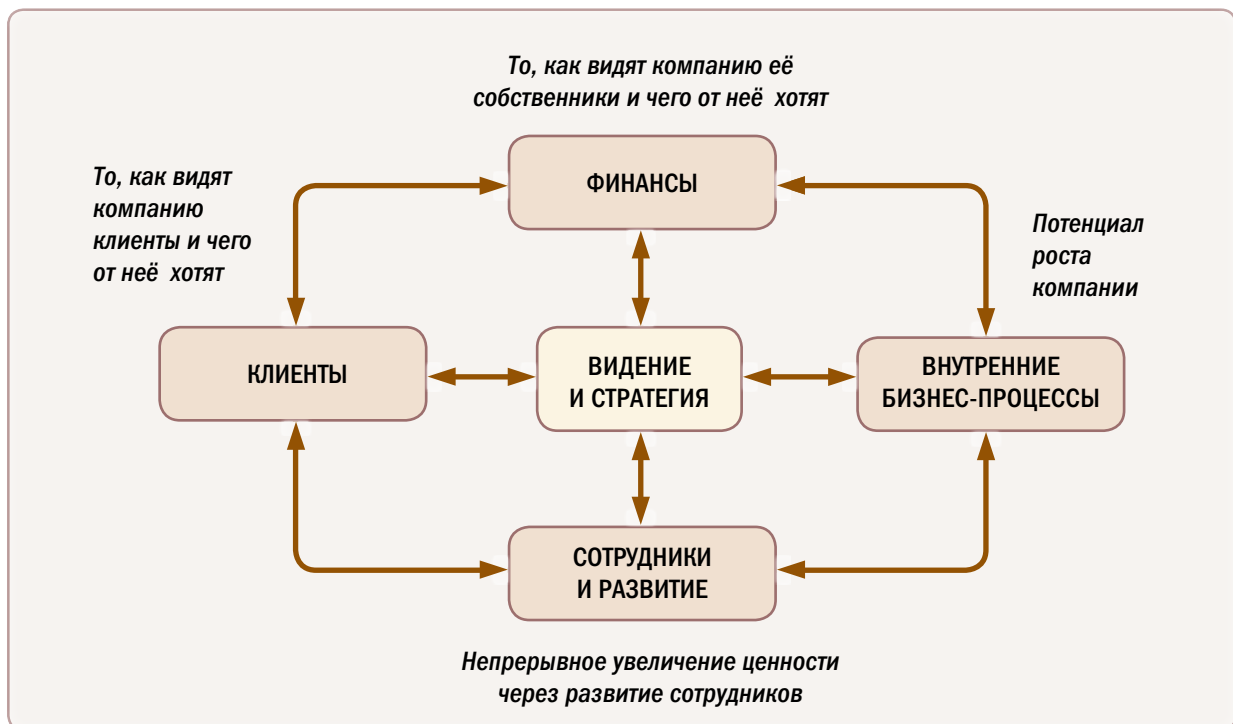 То, как видят компанию её
собственники и чего от неё хотят
ФИНАНСЫ
То, как видят
компанию
клиенты и чего
от неё хотят
Потенциал
роста
компании
КЛИЕНТЫ
ВИДЕНИЕ
И СТРАТЕГИЯ
ВНУТРЕННИЕ
БИЗНЕС-ПРОЦЕССЫ
СОТРУДНИКИ
И РАЗВИТИЕ
Непрерывное увеличение ценности
через развитие сотрудников